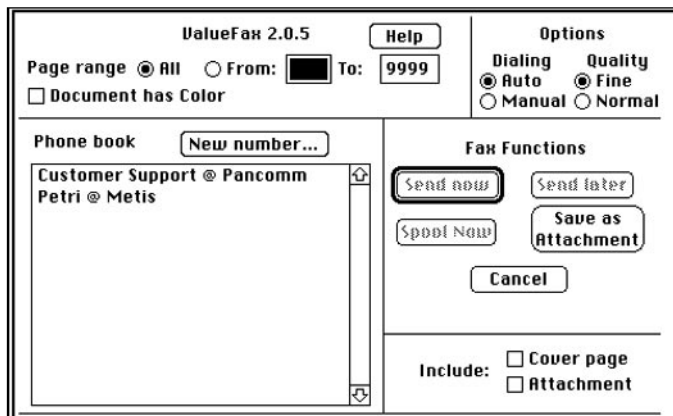 ValueFax 2.0.5
Help
Page range All From: To: 9999
Document has Color
Options
Dialing Quality
Auto Fine
Manual Normal
Phone book New number...
Customer Support @ Pancomm
Petri @ Metis
Fax Functions
Send now Send later
Spool Now
Save as
Attachment
Cancel
Include: Cover page
Attachment